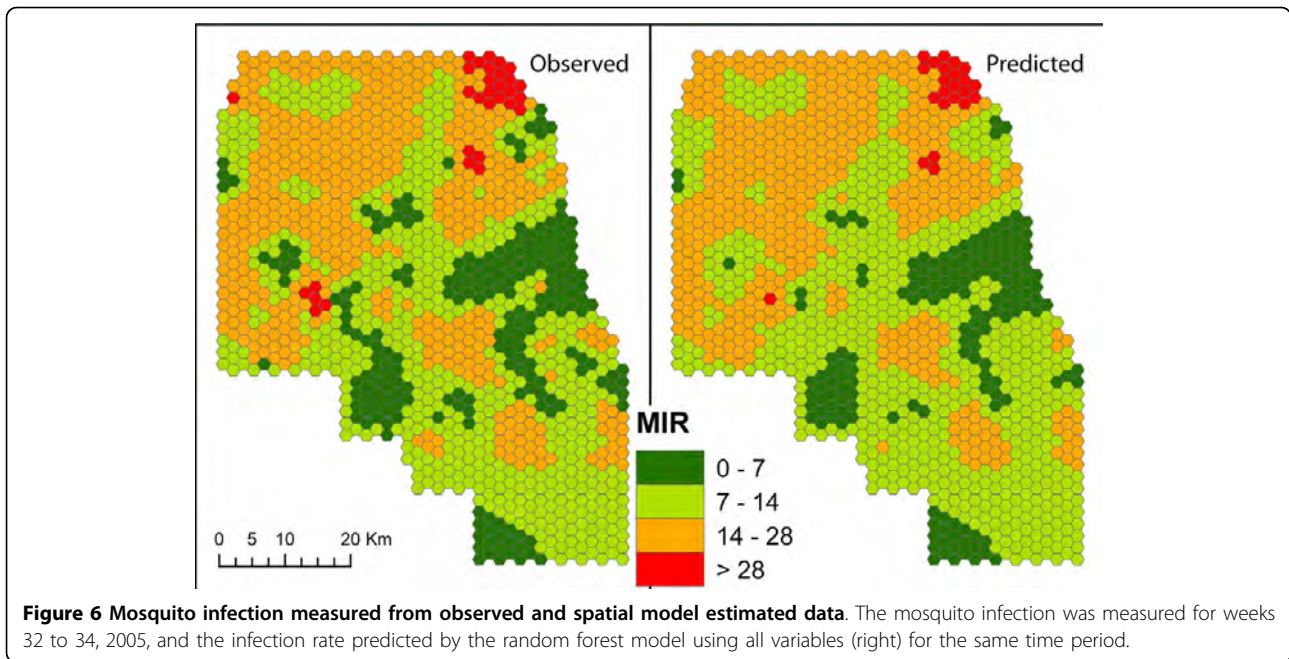 Observed
Predicted
MIR
0 - 7
7 - 14
14 - 28
> 28
0 5 10 20 Km
Figure 6 Mosquito infection measured from observed and spatial model estimated data. The mosquito infection was measured for weeks
32 to 34, 2005, and the infection rate predicted by the random forest model using all variables (right) for the same time period.